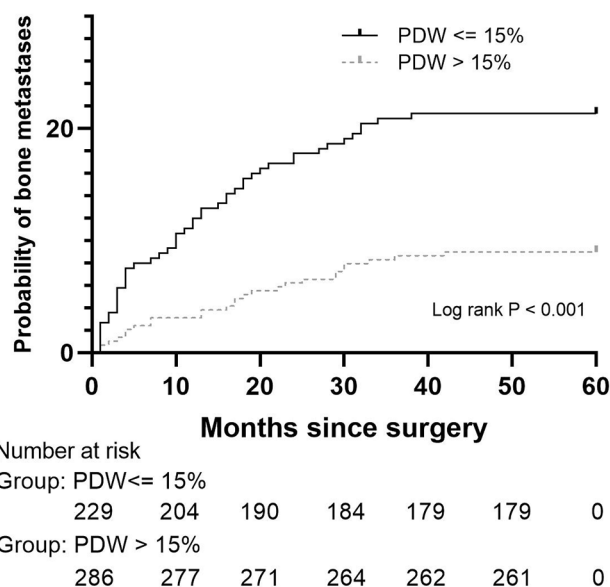 Probability of bone metastases
20
0
PDW <= 15%
PDW > 15%
Log rank P < 0.001
0 10 20 30 40 50 60
Months since surgery
Number at risk
Group: PDW<= 15%
229 204 190 184 179 179 0
Group: PDW > 15%
286 277 271 264 262 261 0